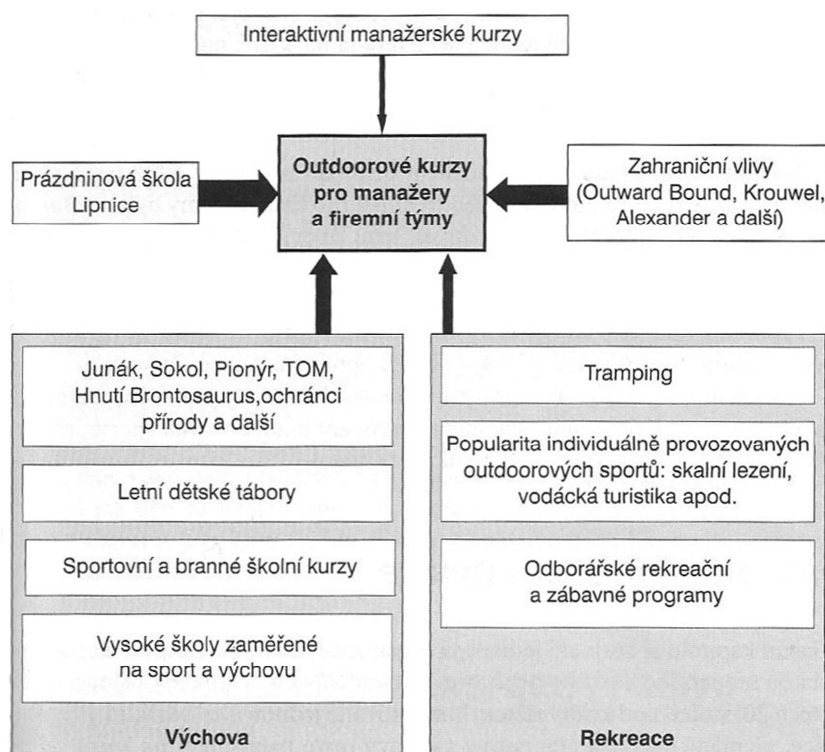 Interaktivní manažerské kurzy
Prázdninová škola
Lipnice
Outdoorové kurzy
pro manažery
a firemní týmy
Zahraniční vlivy
(Outward Bound, Krouwel,
Alexander a další)
Junák, Sokol, Pionýr, TOM,
Hnutí Brontosaurus,ochránci
přírody a další
Letní dětské tábory
Sportovní a branné školní kurzy
Vysoké školy zaměřené
na sport a výchovu
Výchova
Tramping
Popularita individuálně provozovaných
outdoorových sportů: skalní lezení,
vodácká turistika apod.
Odborářské rekreační
a zábavné programy
Rekreace